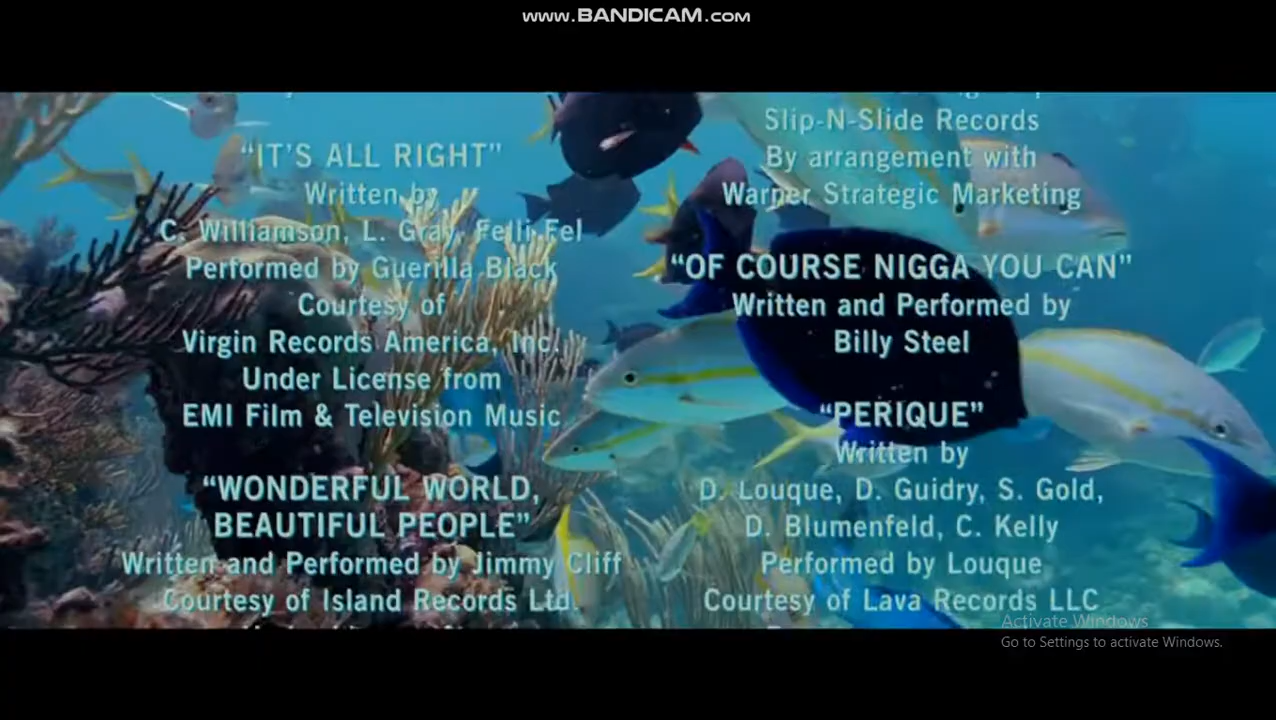 www.BANDICAM.com
"IT'S ALL RIGHT"
Written by
C. Williamson, L. Gray, Felli Fel
Performed by Guerilla Black
Courtesy of
Virgin Records America, Inc.
Under License from
EMI Film & Television Music
"WONDERFUL WORLD,
BEAUTIFUL PEOPLE"
Written and Performed by Jimmy Cliff
Courtesy of Island Records Ltd.
Slip-N-Slide Records
By arrangement with
Warner Strategic Marketing
"OF COURSE NIGGA YOU CAN"
Written and Performed by
Billy Steel
"PERIQUE"
Written by
D. Louque, D. Guidry, S. Gold,
D. Blumenfeld, C. Kelly
Performed by Louque
Courtesy of Lava Records LLC
Activate Windows
Go to Settings to activate Windows.